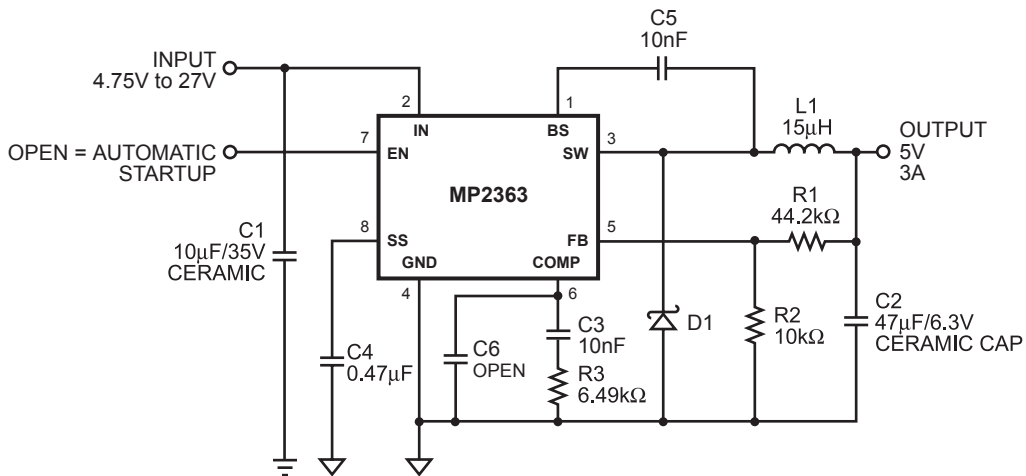 C5
10nF
INPUT
4.75V to 27V
2
1
L1
15μH
IN
BS
OUTPUT
5V
3A
7
3
OPEN = AUTOMATIC
STARTUP
EN
SW
MP2363
R1
44.2kΩ
8
5
SS
FB
C1
10μF/35V
CERAMIC
GND
COMP
4
6
C2
47μF/6.3V
CERAMIC CAP
C3
10nF
D1
R2
10kΩ
C4
0.47μF
C6
OPEN
R3
6.49kΩ